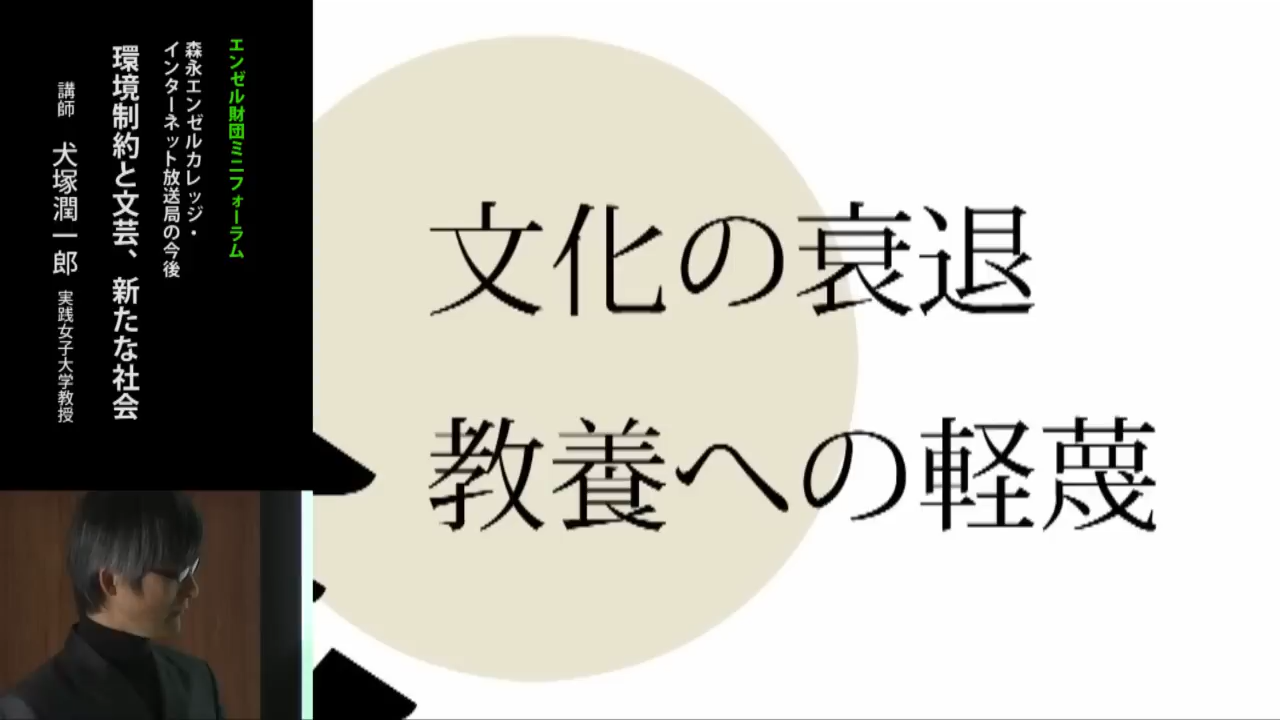 エンゼル財団ミニフォーラム
森永エンゼルカレッジ・
インターネット放送局の今後
環境制約と文芸、新たな社会
講師 犬塚潤一郎 実践女子大学教授
文化の衰退
教養への軽蔑